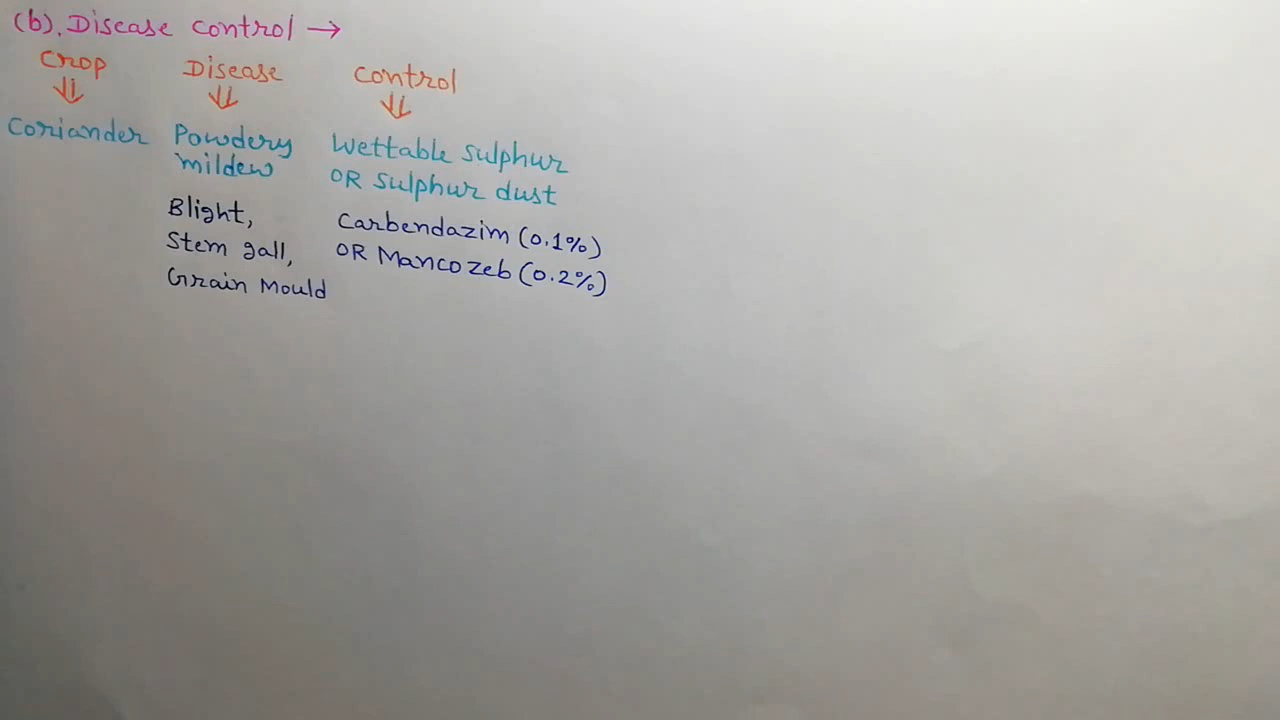 (b). Disease control →
Crop Disease Control
Coriander Powdery mildew Wettable sulphur OR sulphur dust
Blight, Stem gall, Grain Mould Carbendazim (0.1%) OR Mancozeb (0.2%)